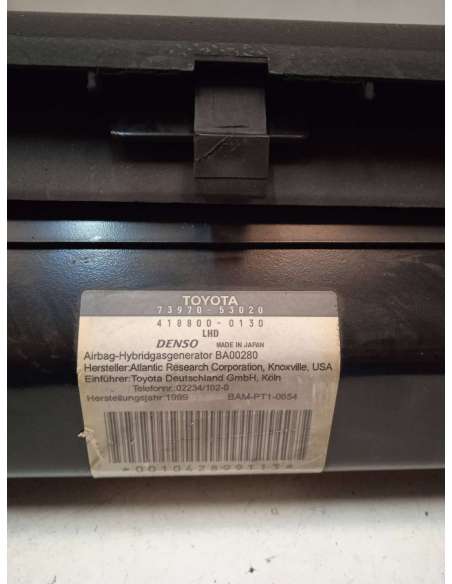 TOYOTA
73970-53020
418800-0130
LHD
DENSO MADE IN JAPAN
Airbag-Hybridgasgenerator BA00280
Hersteller:Atlantic Research Corporation, Knoxville, USA
Einführer:Toyota Deutschland GmbH, Köln
Telefonnr. 02234/102-0
Herstellungsjahr 1999 BAM-PT1-0654